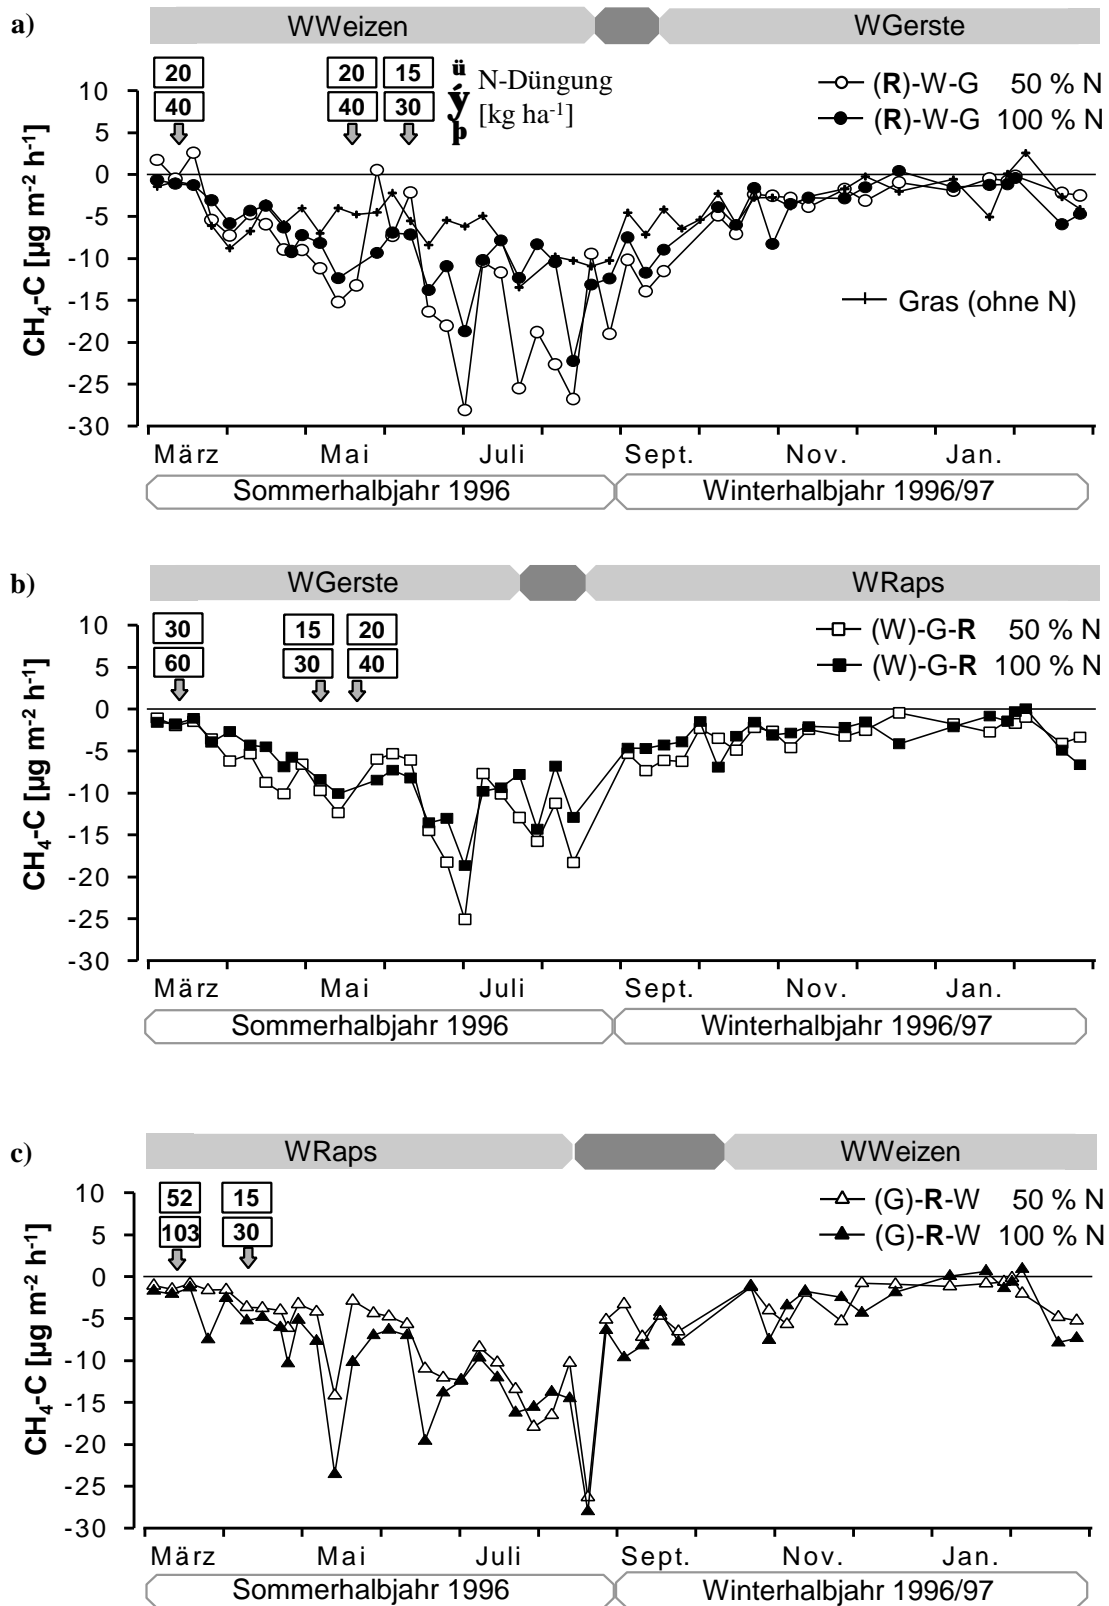 a)
WWeizen WGerste
20 20 15 ü N-Düngung
40 40 30 ý [kg ha-1]
þ
(R)-W-G 50 % N
(R)-W-G 100 % N
Gras (ohne N)
CH4-C [µg m-2 h-1]
10
5
0
-5
-10
-15
-20
-25
-30
März Mai Juli Sept. Nov. Jan.
Sommerhalbjahr 1996 Winterhalbjahr 1996/97
b)
WGerste WRaps
30 15 20
60 30 40
(W)-G-R 50 % N
(W)-G-R 100 % N
CH4-C [µg m-2 h-1]
10
5
0
-5
-10
-15
-20
-25
-30
März Mai Juli Sept. Nov. Jan.
Sommerhalbjahr 1996 Winterhalbjahr 1996/97
c)
WRaps WWeizen
52 15
103 30
(G)-R-W 50 % N
(G)-R-W 100 % N
CH4-C [µg m-2 h-1]
10
5
0
-5
-10
-15
-20
-25
-30
März Mai Juli Sept. Nov. Jan.
Sommerhalbjahr 1996 Winterhalbjahr 1996/97